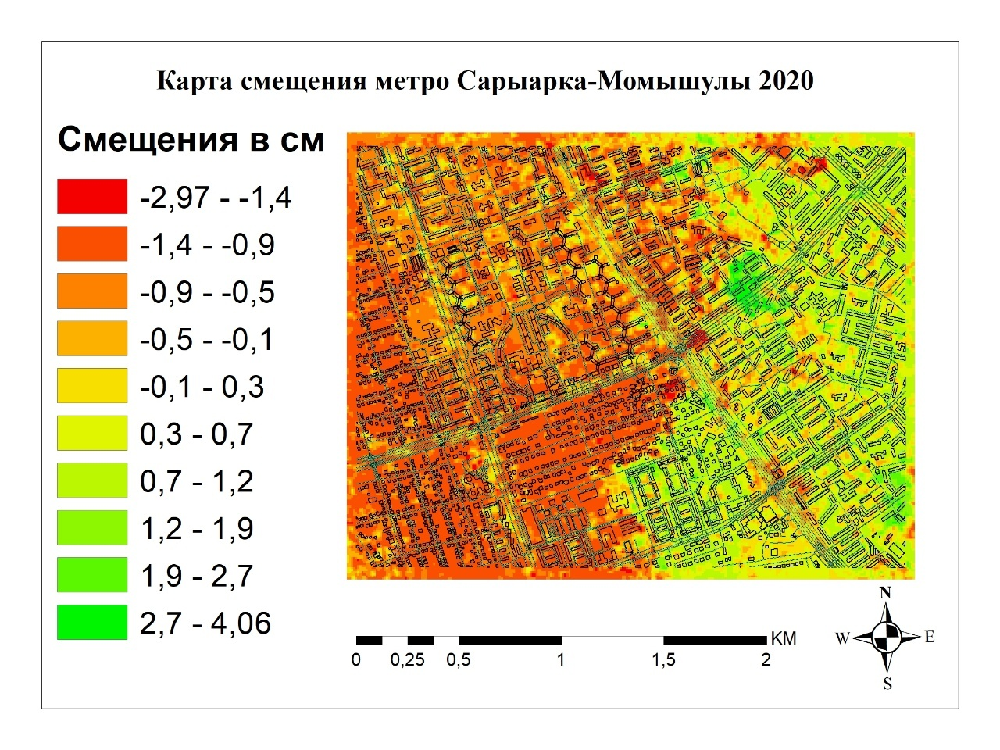 Карта смещения метро Сарыарка-Момышулы 2020
Смещения в см
-2,97 - -1,4
-1,4 - -0,9
-0,9 - -0,5
-0,5 - -0,1
-0,1 - 0,3
0,3 - 0,7
0,7 - 1,2
1,2 - 1,9
1,9 - 2,7
2,7 - 4,06
KM
0 0,25 0,5 1 1,5 2
N
W E
S